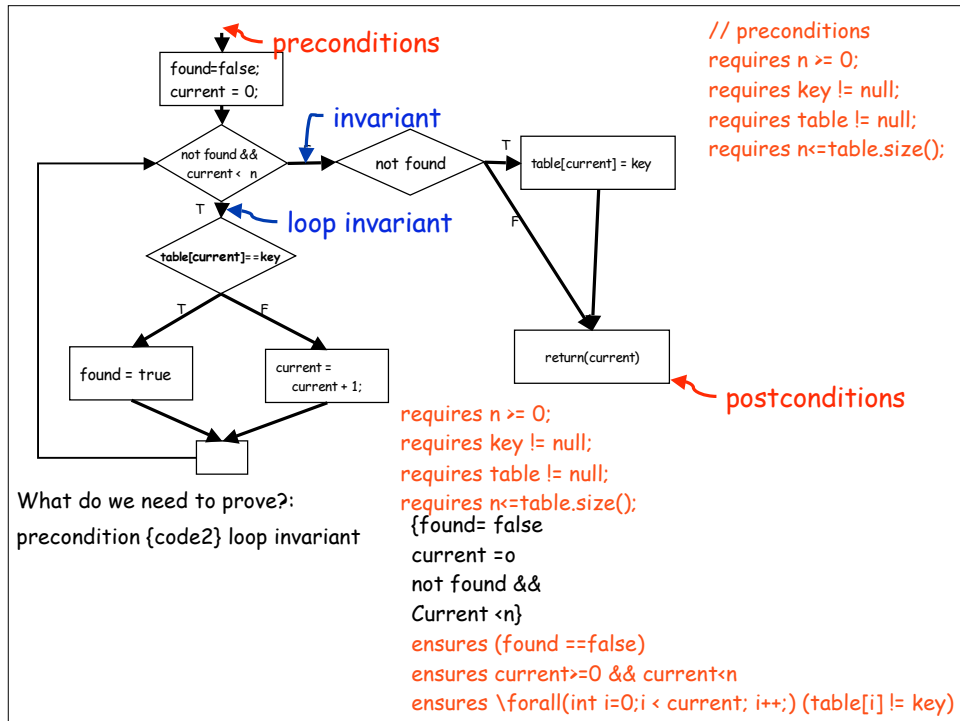 preconditions
// preconditions
requires n >= 0;
requires key != null;
requires table != null;
requires n<=table.size();
found=false;
current = 0;
invariant
not found &&
current < n
not found
T
table[current] = key
T
loop invariant
F
table[current]==key
T
F
found = true
current =
current + 1;
return(current)
postconditions
requires n >= 0;
requires key != null;
requires table != null;
requires n<=table.size();
What do we need to prove?:
precondition {code2} loop invariant
{found= false
current =o
not found &&
Current <n}
ensures (found ==false)
ensures current>=0 && current<n
ensures \forall(int i=0;i < current; i++;) (table[i] != key)